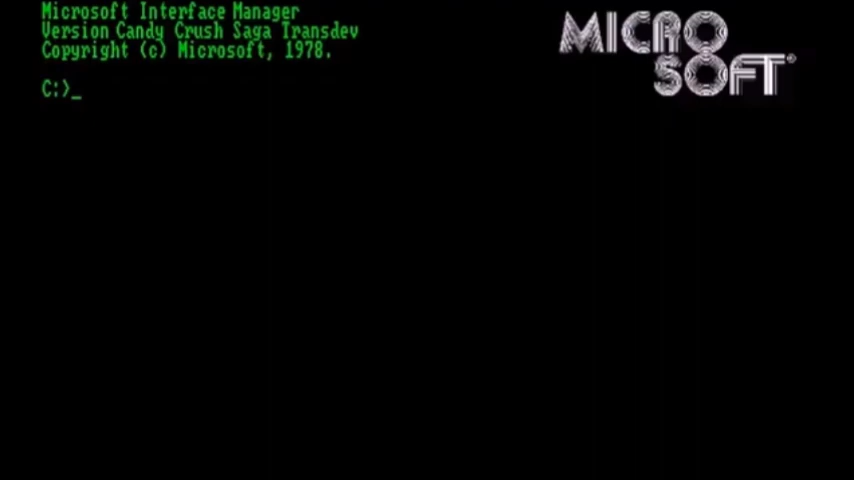 Microsoft Interface Manager
Version Candy Crush Saga Transdev
Copyright (c) Microsoft, 1978.
C:>_
MICRO
SOFT®